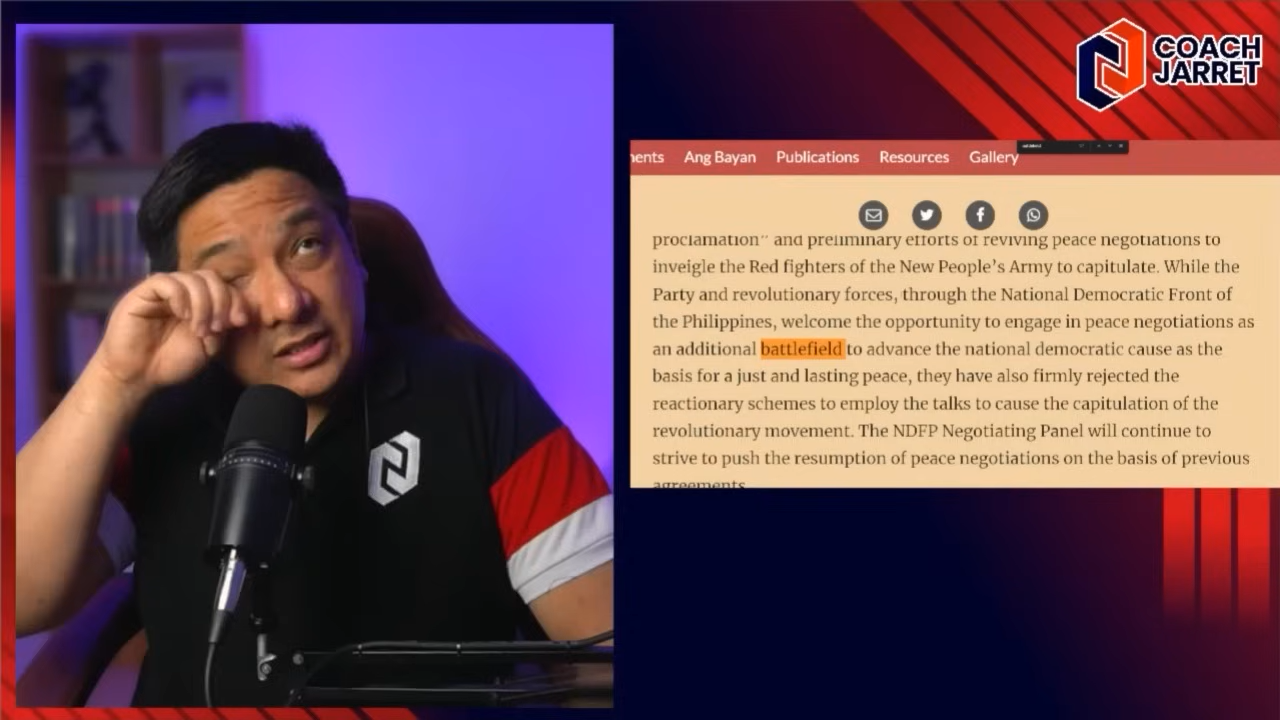 COACH
JARRET
nents Ang Bayan Publications Resources Gallery
proclamation” and preliminary efforts of reviving peace negotiations to
inveigle the Red fighters of the New People’s Army to capitulate. While the
Party and revolutionary forces, through the National Democratic Front of
the Philippines, welcome the opportunity to engage in peace negotiations as
an additional battlefield to advance the national democratic cause as the
basis for a just and lasting peace, they have also firmly rejected the
reactionary schemes to employ the talks to cause the capitulation of the
revolutionary movement. The NDFP Negotiating Panel will continue to
strive to push the resumption of peace negotiations on the basis of previous
agreements